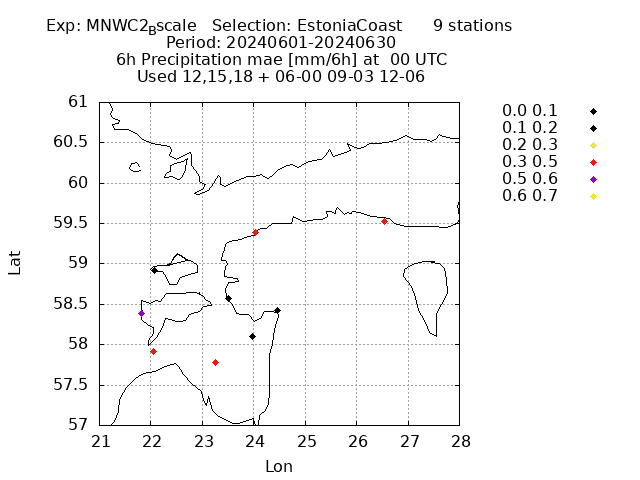 Exp: MNWC2Bscale Selection: EstoniaCoast 9 stations
Period: 20240601-20240630
6h Precipitation mae [mm/6h] at 00 UTC
Used 12,15,18 + 06-00 09-03 12-06
61
60.5
60
59.5
59
58.5
58
57.5
57
Lat
21 22 23 24 25 26 27 28
Lon
0.0 0.1
0.1 0.2
0.2 0.3
0.3 0.5
0.5 0.6
0.6 0.7